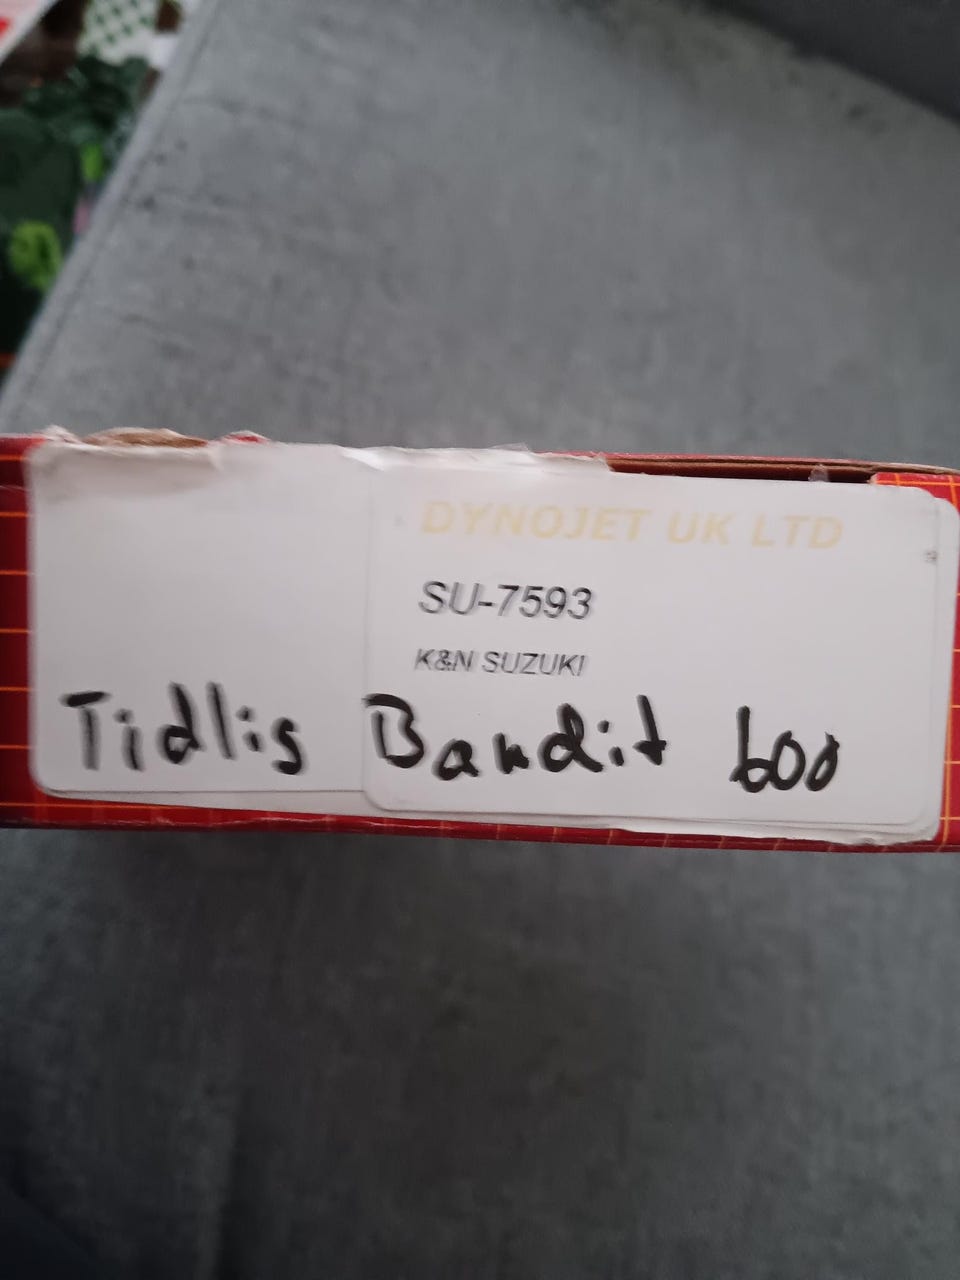 DYNOJET UK LTD
SU-7593
K&N SUZUKI
Tidlis Bandit 600